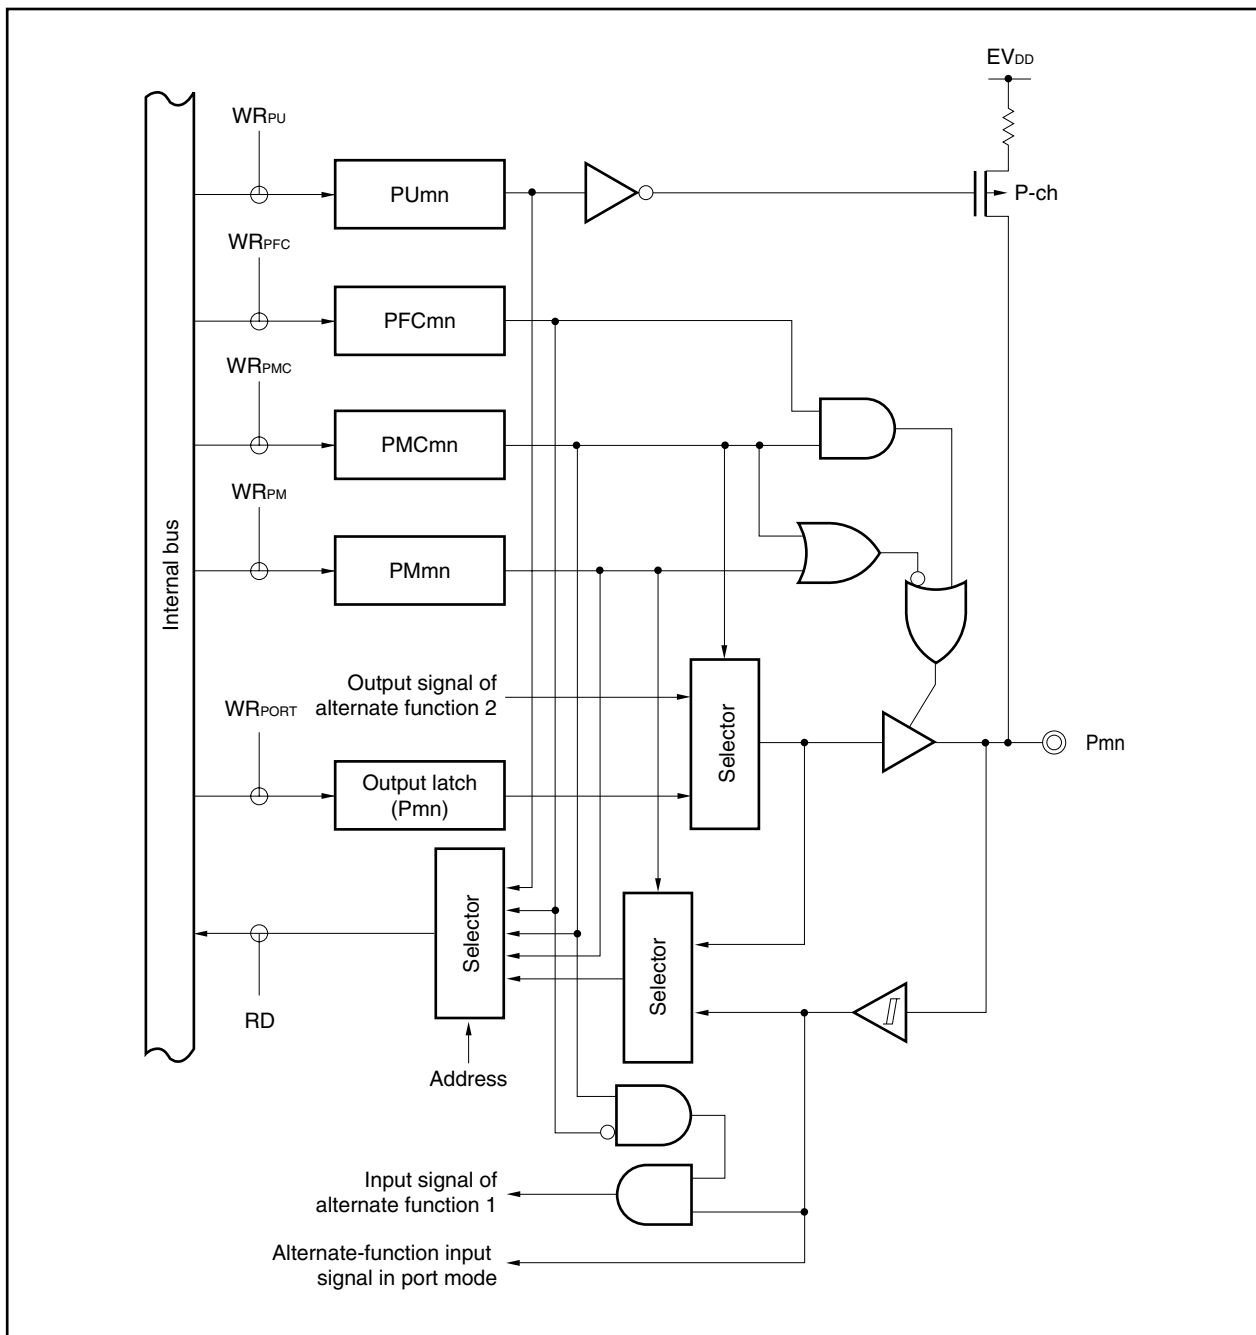 EVDD
WRPU
PUmn
P-ch
WRPFC
PFCmn
WRPMC
PMCmn
WRPM
PMmn
Internal bus
Output signal of
alternate function 2
WRPORT
Selector
Pmn
Output latch
(Pmn)
Selector
Selector
RD
Address
Input signal of
alternate function 1
Alternate-function input
signal in port mode